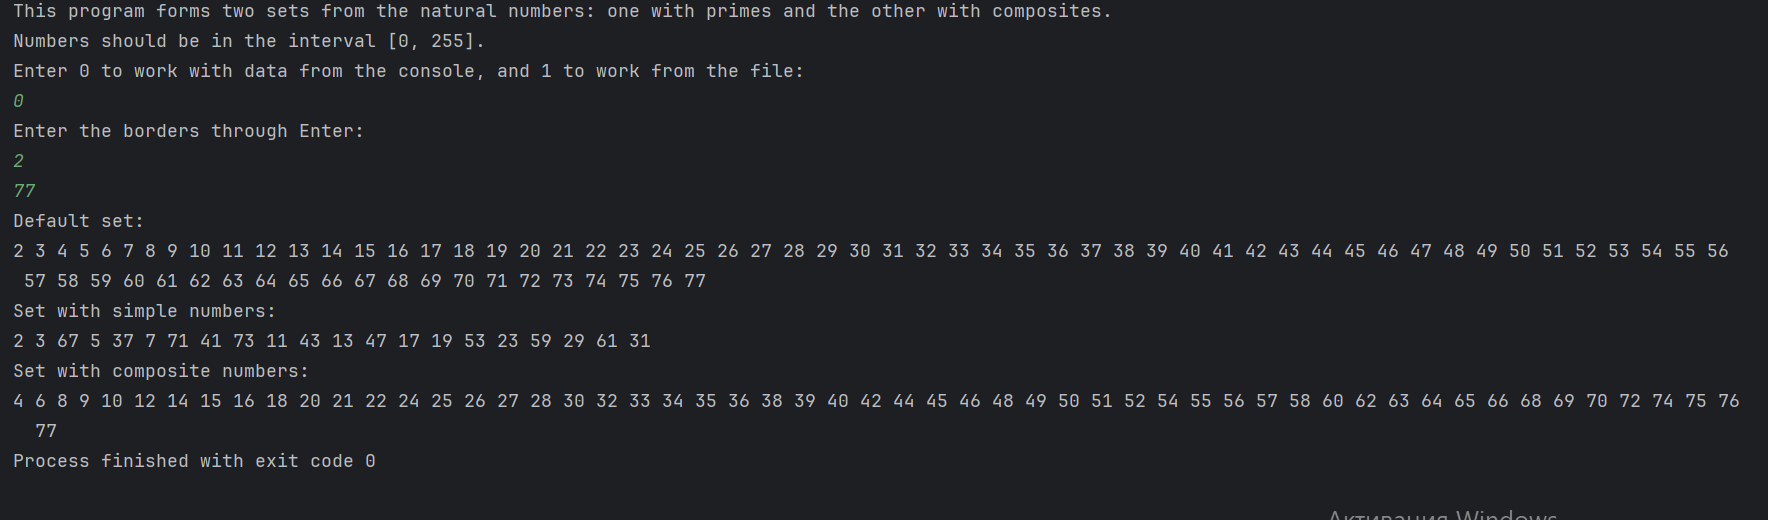 This program forms two sets from the natural numbers: one with primes and the other with composites.
Numbers should be in the interval [0, 255].
Enter 0 to work with data from the console, and 1 to work from the file:
0
Enter the borders through Enter:
2
77
Default set:
2 3 4 5 6 7 8 9 10 11 12 13 14 15 16 17 18 19 20 21 22 23 24 25 26 27 28 29 30 31 32 33 34 35 36 37 38 39 40 41 42 43 44 45 46 47 48 49 50 51 52 53 54 55 56
57 58 59 60 61 62 63 64 65 66 67 68 69 70 71 72 73 74 75 76 77
Set with simple numbers:
2 3 67 5 37 7 71 41 73 11 43 13 47 17 19 53 23 59 29 61 31
Set with composite numbers:
4 6 8 9 10 12 14 15 16 18 20 21 22 24 25 26 27 28 30 32 33 34 35 36 38 39 40 42 44 45 46 48 49 50 51 52 54 55 56 57 58 60 62 63 64 65 66 68 69 70 72 74 75 76
77
Process finished with exit code 0
Активация Windows